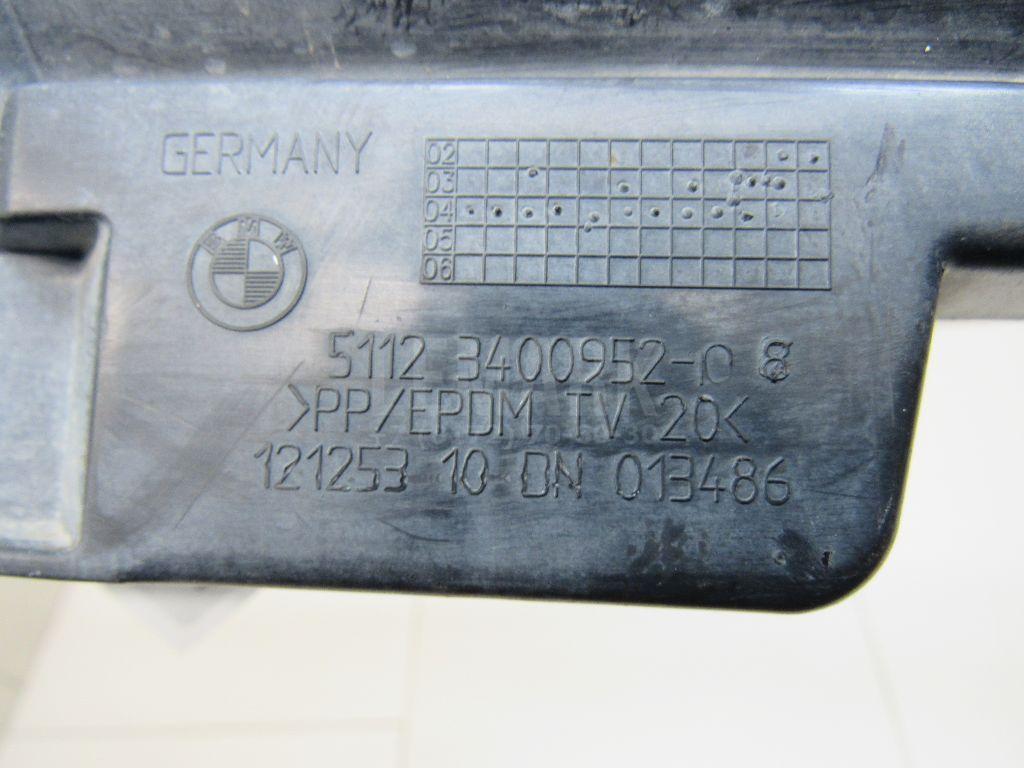 GERMANY
02
03
04
05
06
BMW
5112 3400952-0 8
>PP/EPDM TV 20<
121253 10 DN 013486